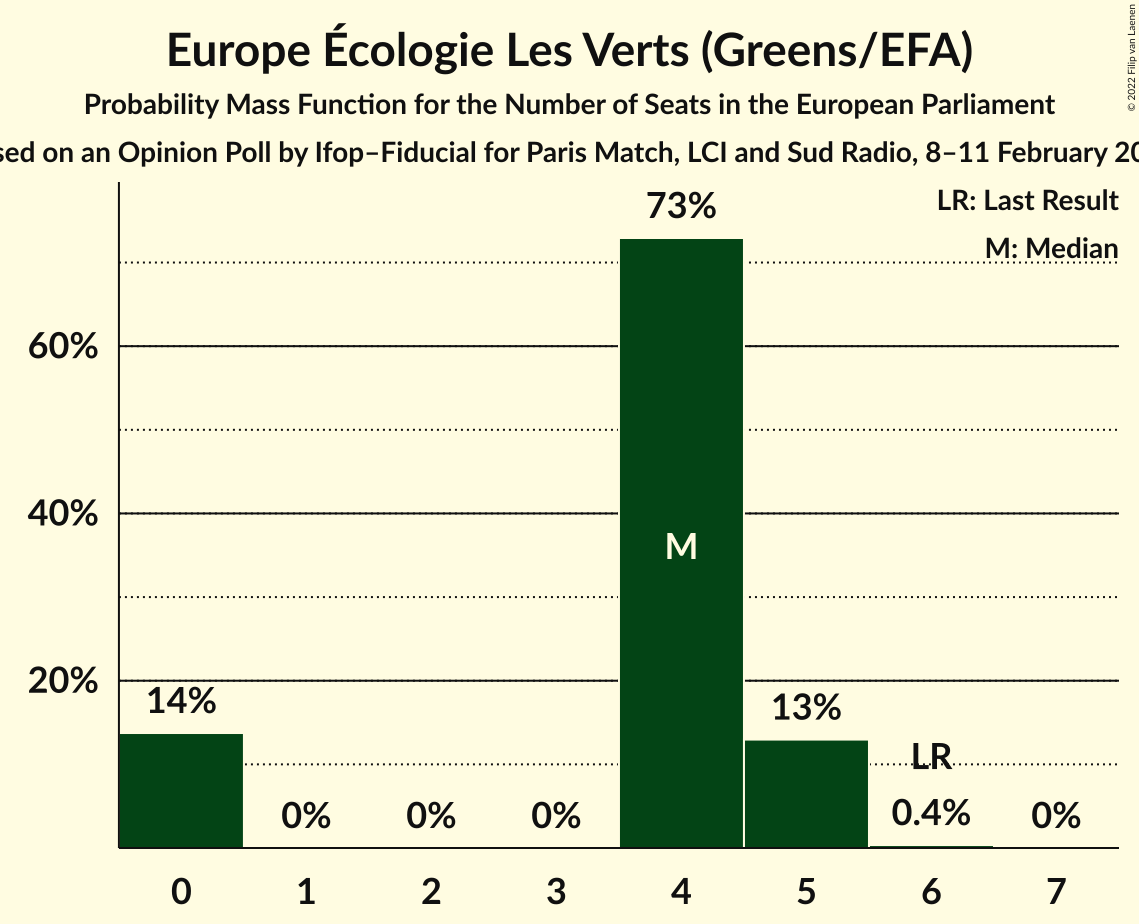 Europe Écologie Les Verts (Greens/EFA)
Probability Mass Function for the Number of Seats in the European Parliament
sed on an Opinion Poll by Ifop–Fiducial for Paris Match, LCI and Sud Radio, 8–11 February 20
© 2022 Filip van Laenen
LR: Last Result
M: Median
73%
60%
40%
M
20%
14%
13%
LR
0% 0% 0% 0.4% 0%
0 1 2 3 4 5 6 7